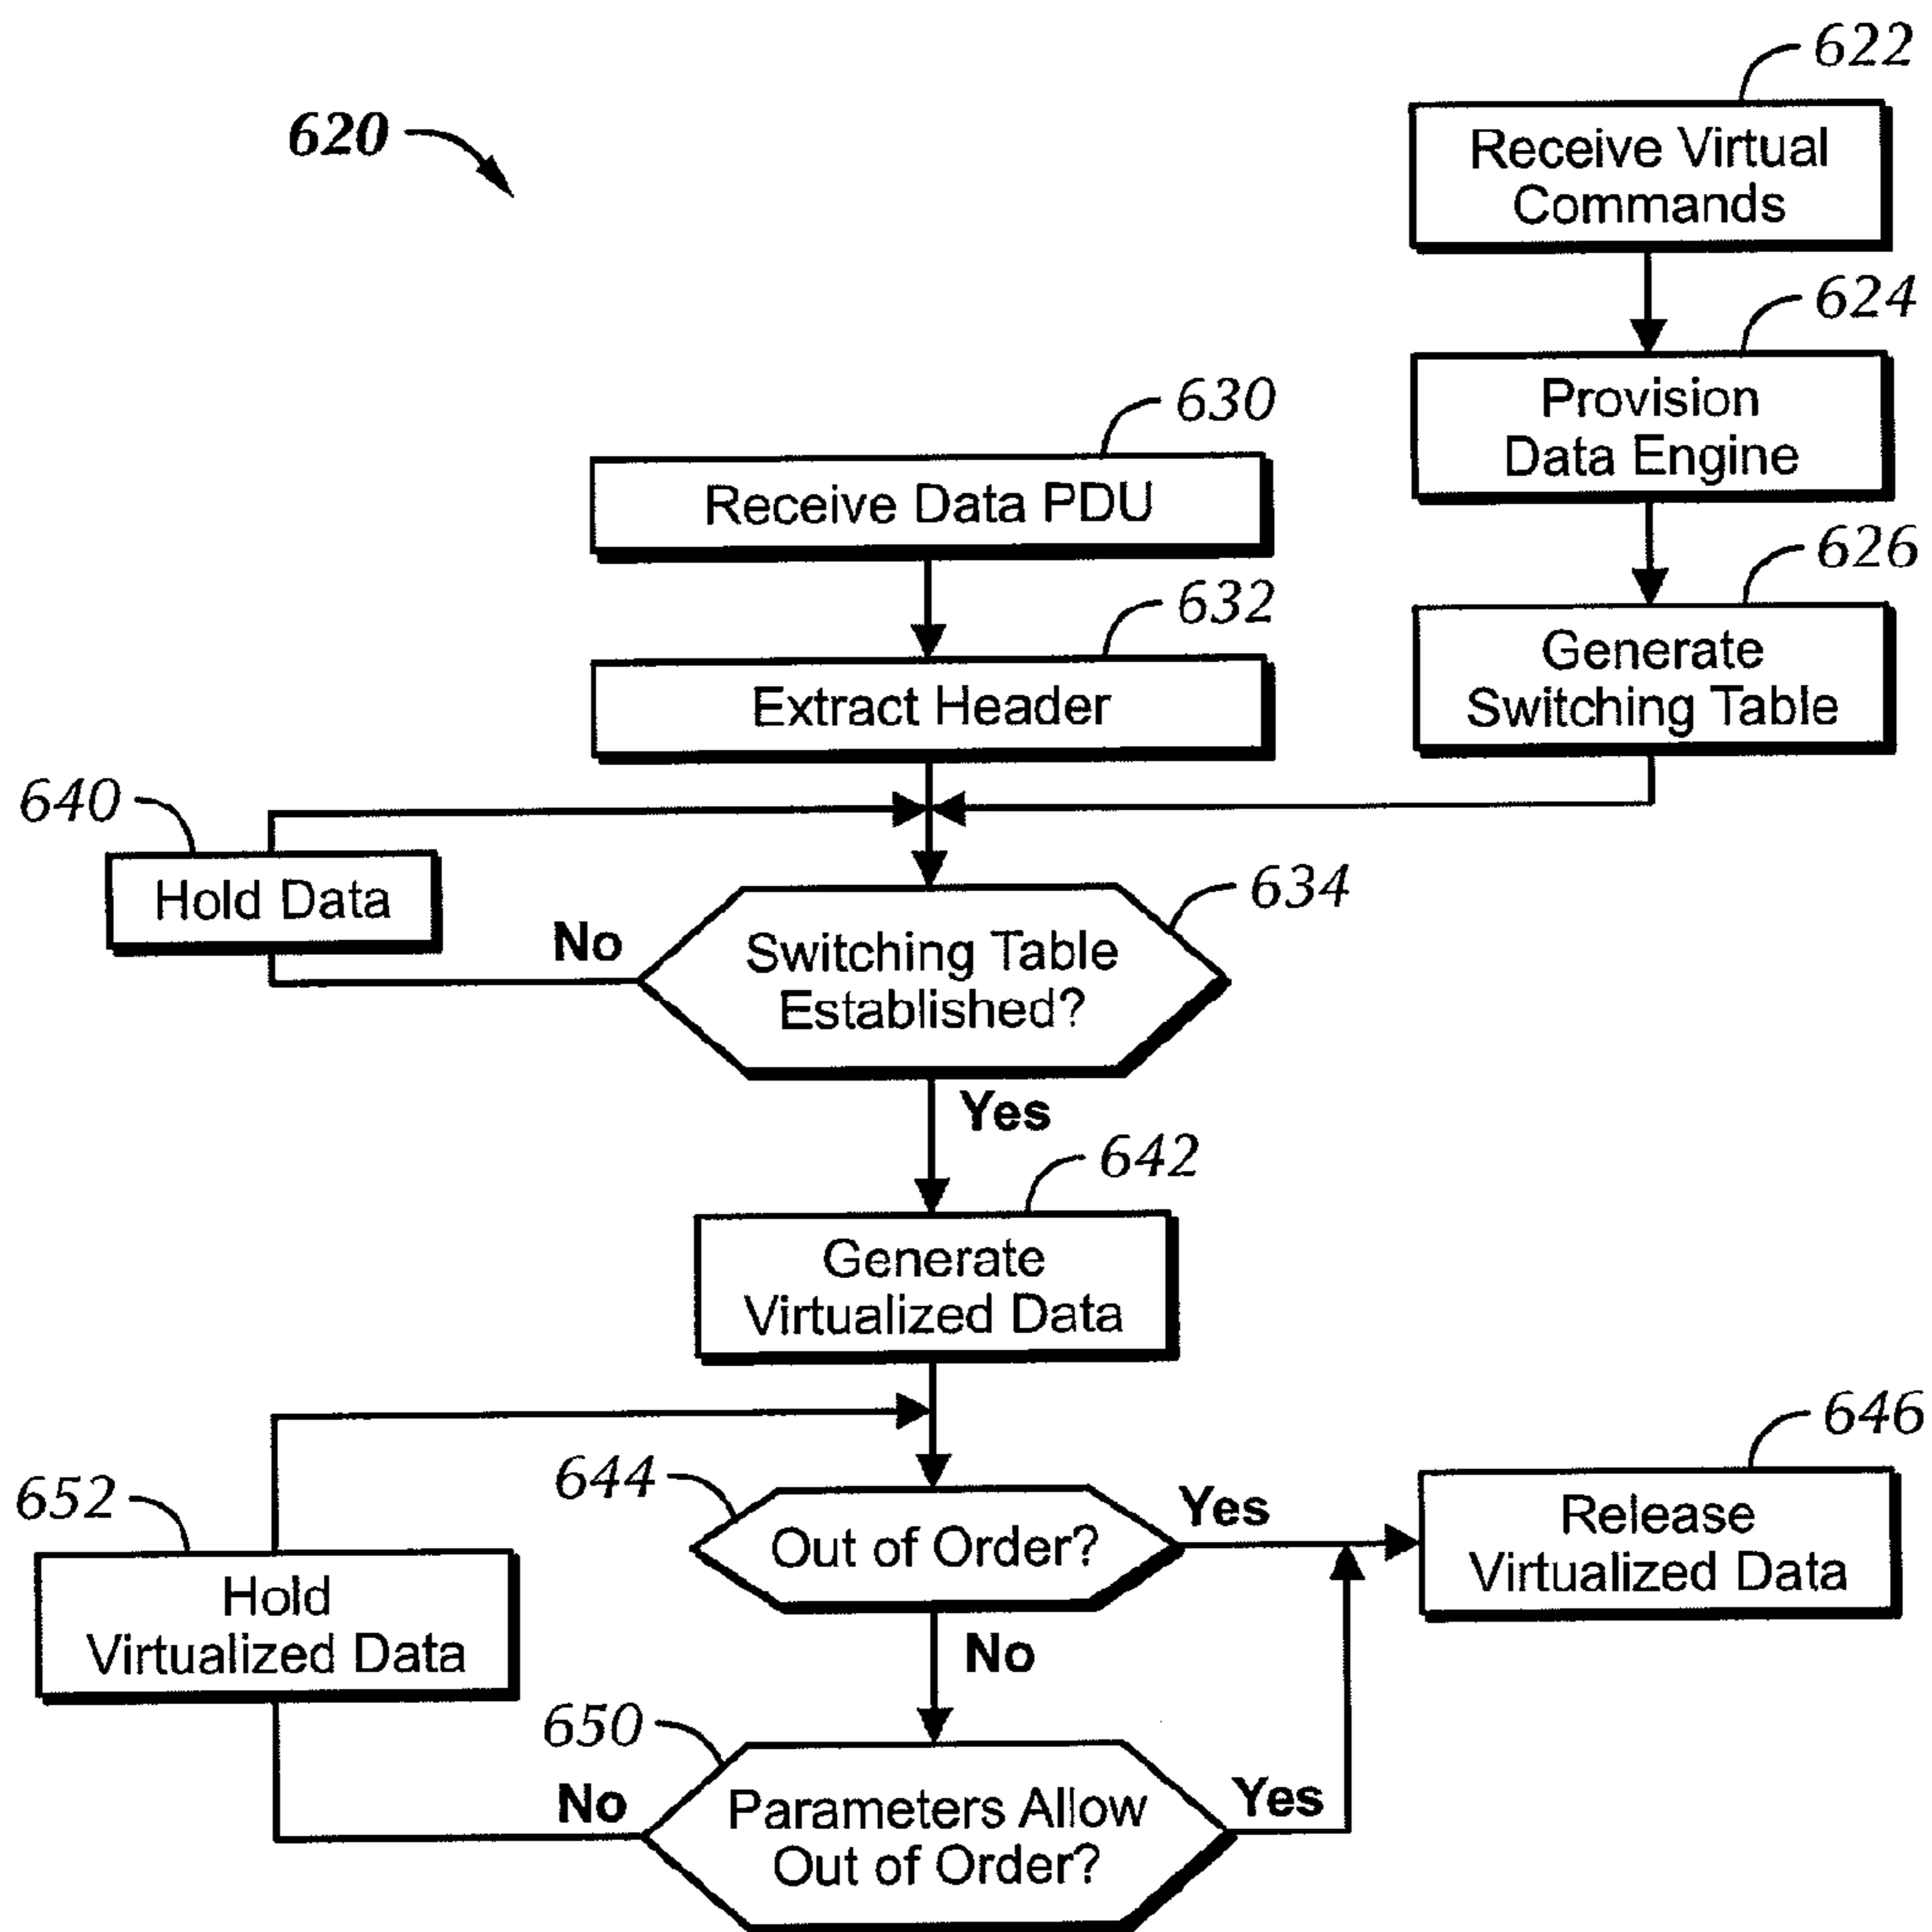 622
620
Receive Virtual
Commands
624
Provision
Data Engine
630
Receive Data PDU
626
632
Generate
Switching Table
Extract Header
640
Hold Data
634
No
Switching Table
Established?
Yes
642
Generate
Virtualized Data
646
644
652
Yes
Release
Virtualized Data
Out of Order?
Hold
Virtualized Data
No
650
No
Parameters Allow
Out of Order?
Yes